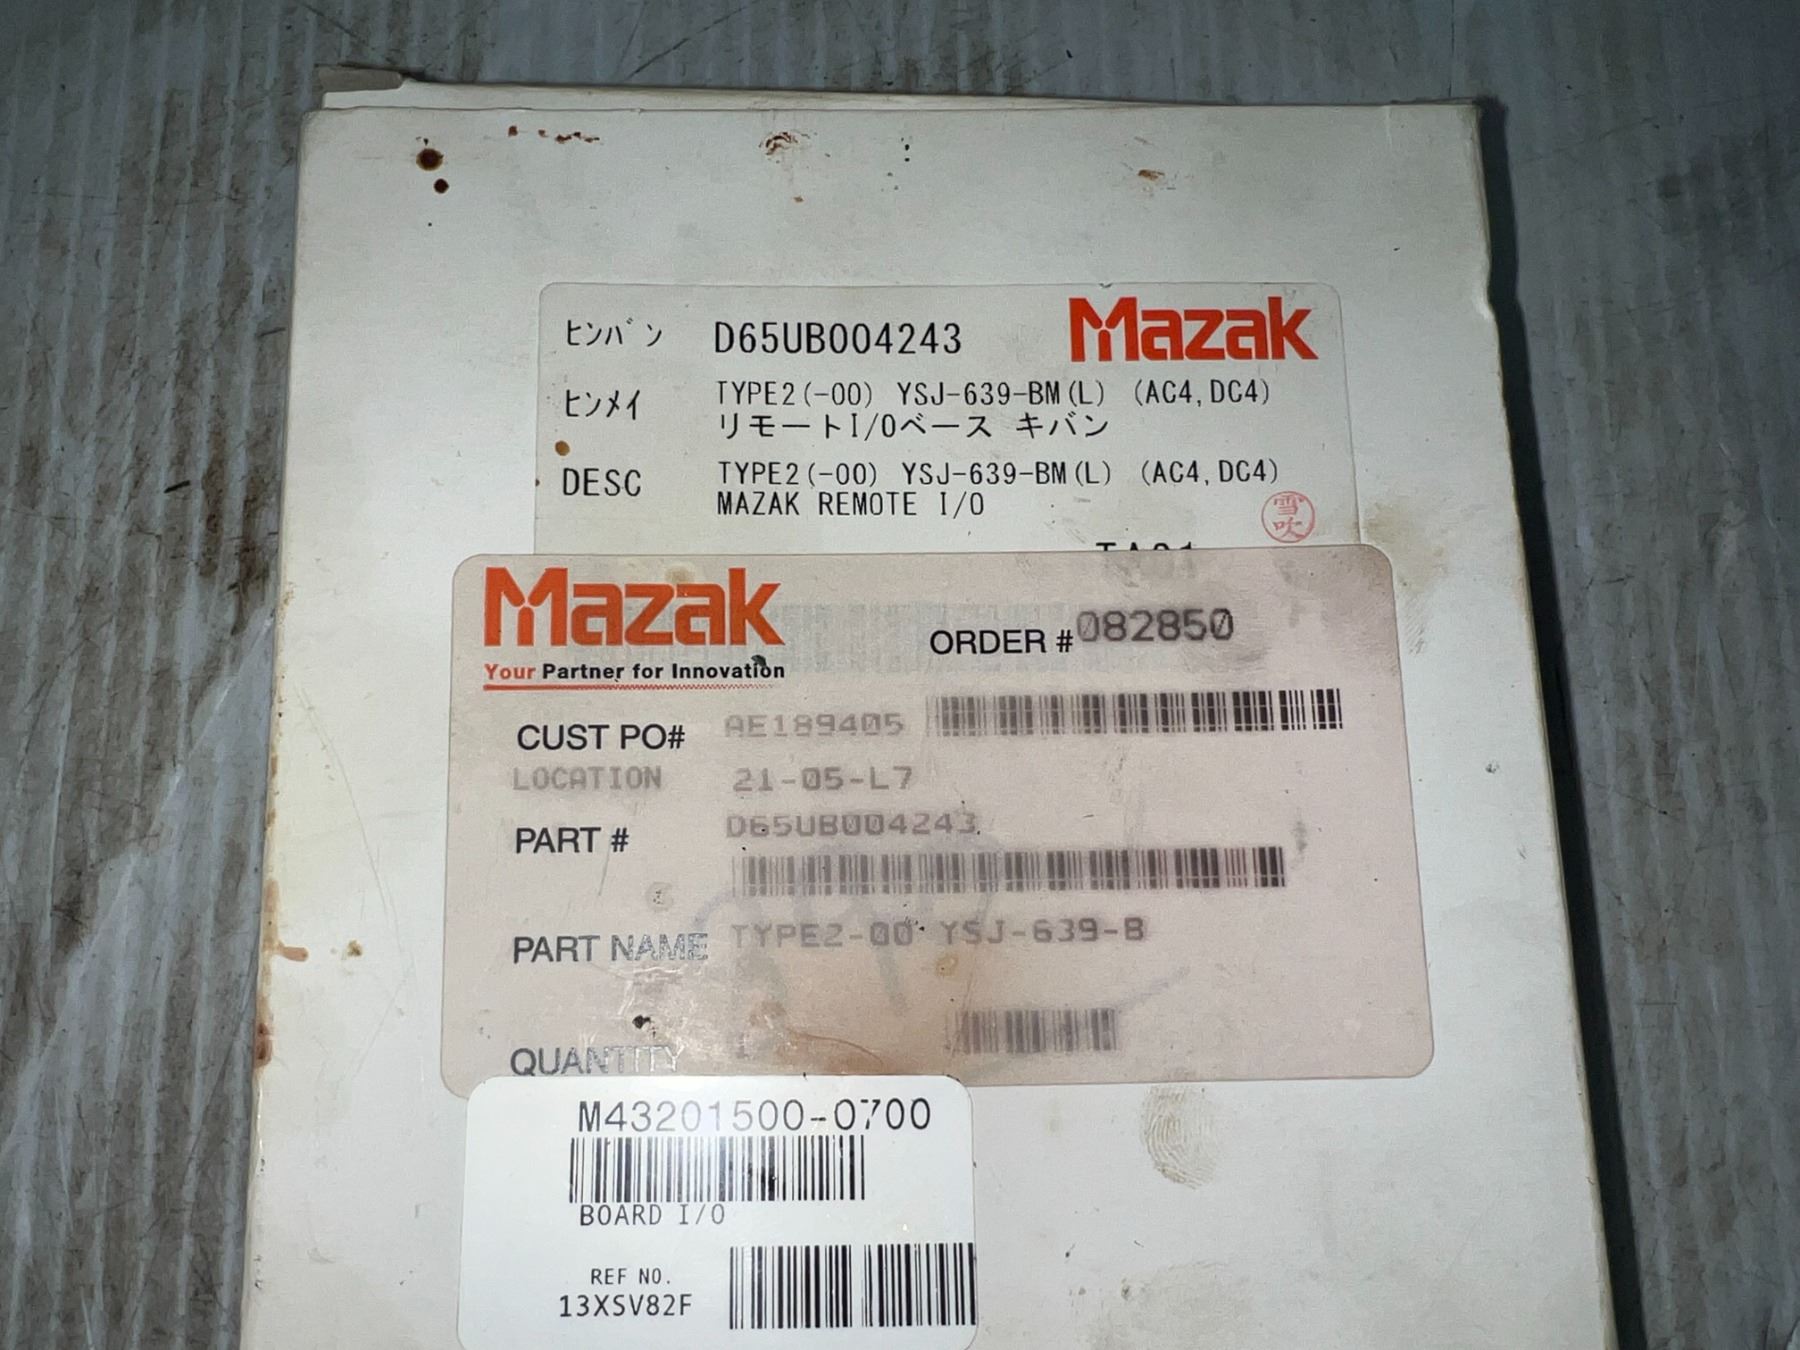 ヒンバン D65UB004243 Mazak
ヒンメイ TYPE2(-00) YSJ-639-BM(L) (AC4,DC4)
リモートI/Oベース キバン
DESC TYPE2(-00) YSJ-639-BM(L) (AC4,DC4)
MAZAK REMOTE I/O
雪吹
Mazak
Your Partner for Innovation
ORDER # 082850
CUST PO# AE189405
LOCATION 21-05-L7
PART # D65UB004243
PART NAME TYPE2-00 YSJ-639-B
QUANTITY 1
M43201500-0700
BOARD I/O
REF NO.
13XSV82F